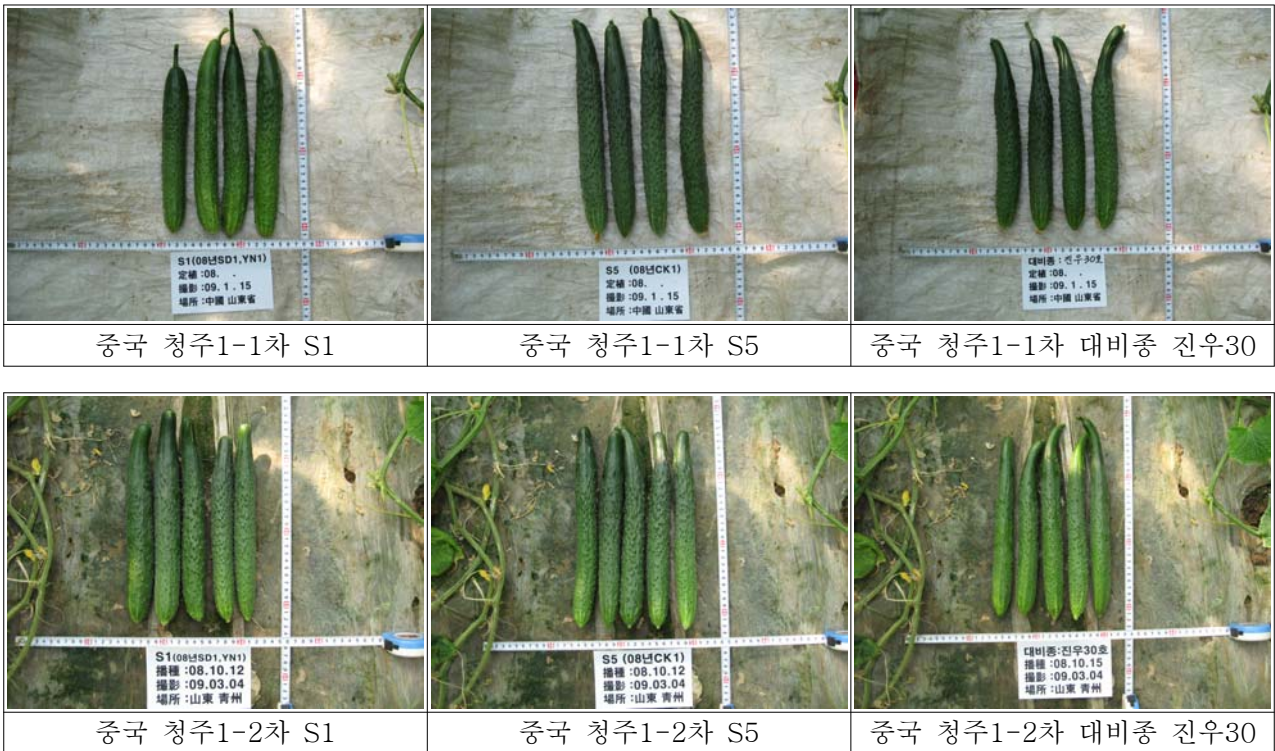 S1(08년SD1,YN1)
定植 :08.   .
撮影 :09. 1 . 15
場所 :中國 山東省
S5   (08년CK1)
定植 :08.   .
撮影 :09. 1 . 15
場所 :中國 山東省
대비종 : 진우30호
定植 :08.   .
撮影 :09. 1 . 15
場所 :中國 山東省
중국 청주1-1차 S1
중국 청주1-1차 S5
중국 청주1-1차 대비종 진우30
S1(08년SD1,YN1)
播種 :08.10.12
撮影 :09.03.04
場所 :山東 青州
S5 (08년CK1)
播種 :08.10.12
撮影 :09.03.04
場所 :山東 青州
대비종:진우30호
播種 :08.10.15
撮影 :09.03.04
場所 :山東 青州
중국 청주1-2차 S1
중국 청주1-2차 S5
중국 청주1-2차 대비종 진우30